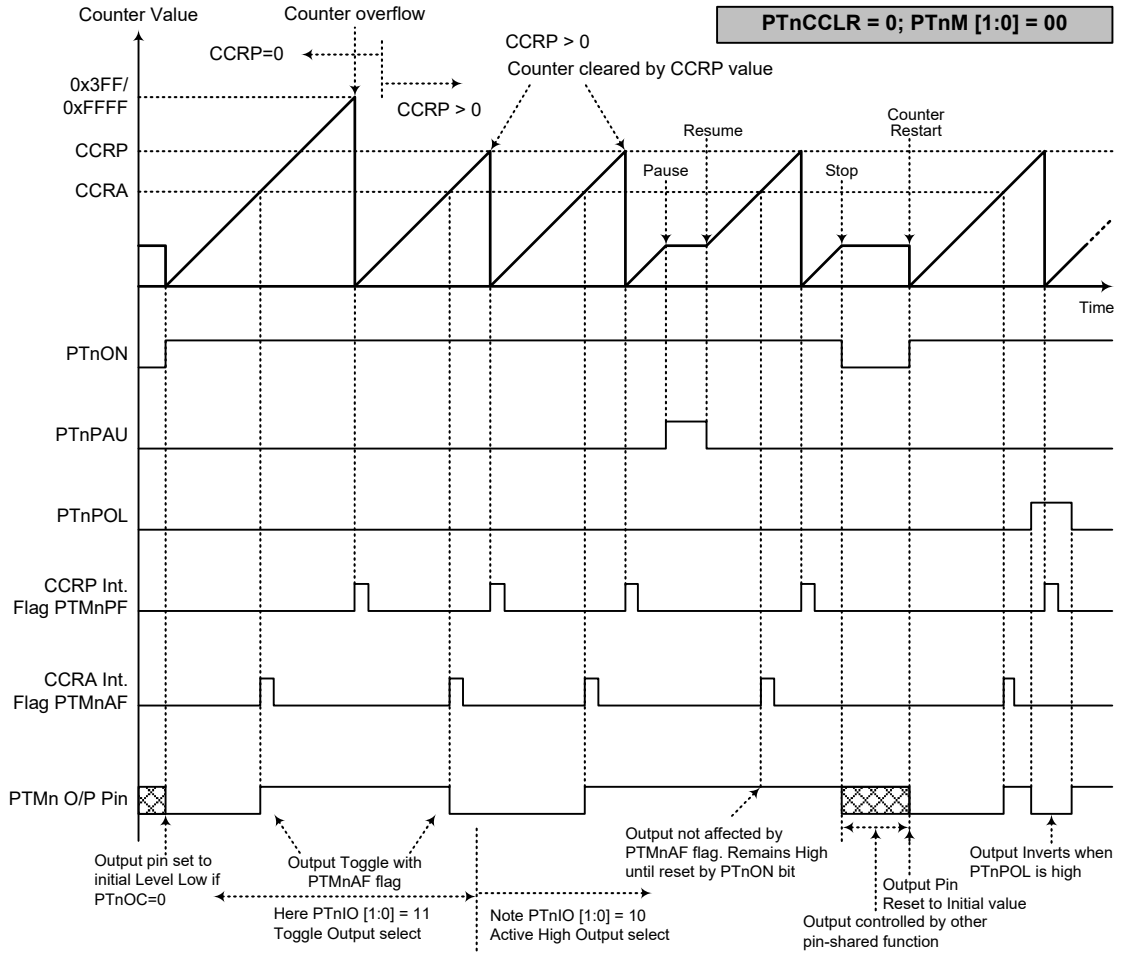 Counter Value
Counter overflow
PTnCCLR = 0; PTnM [1:0] = 00
CCRP=0
CCRP > 0
CCRP > 0
Counter cleared by CCRP value
0x3FF/
0xFFFF
CCRP
CCRA
Pause
Resume
Stop
Counter
Restart
Time
PTnON
PTnPAU
PTnPOL
CCRP Int.
Flag PTMnPF
CCRA Int.
Flag PTMnAF
PTMn O/P Pin
Output pin set to
initial Level Low if
PTnOC=0
Output Toggle with
PTMnAF flag
Here PTnIO [1:0] = 11
Toggle Output select
Note PTnIO [1:0] = 10
Active High Output select
Output not affected by
PTMnAF flag. Remains High
until reset by PTnON bit
Output controlled by other
pin-shared function
Output Pin
Reset to Initial value
Output Inverts when
PTnPOL is high